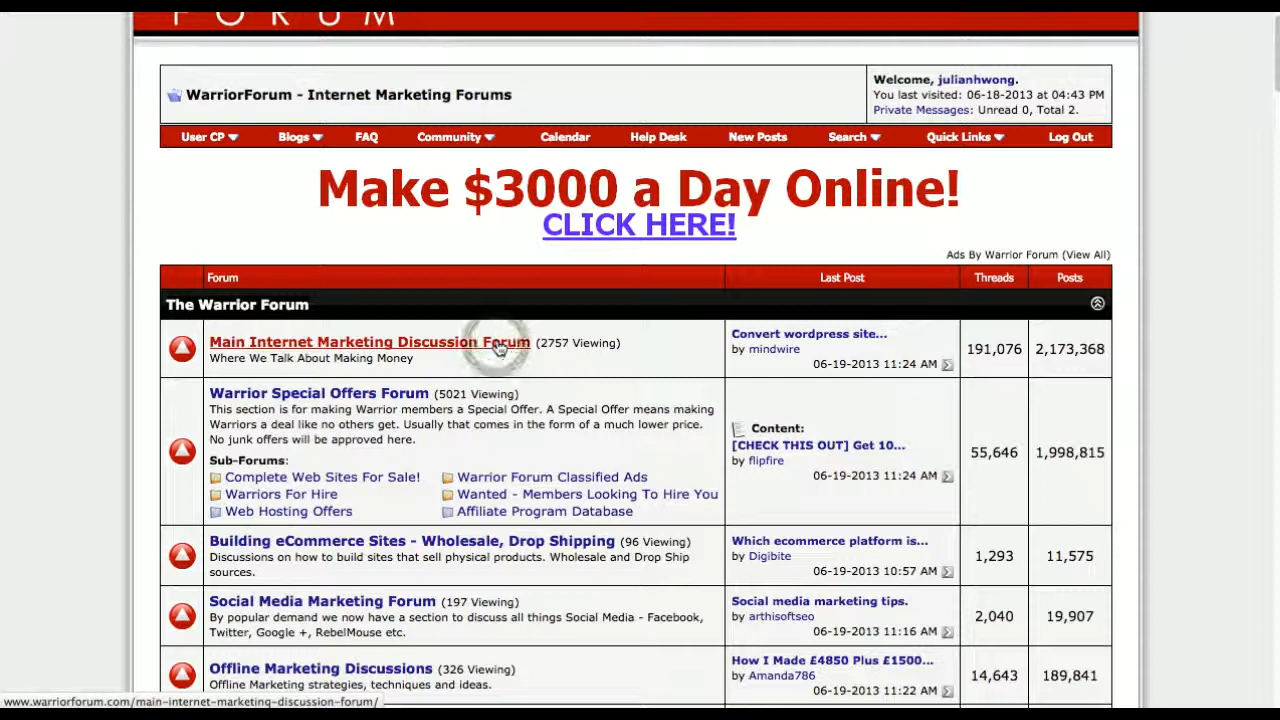 FORUM
WarriorForum - Internet Marketing Forums
Welcome, julianhwong.
You last visited: 06-18-2013 at 04:43 PM
Private Messages: Unread 0, Total 2.
User CP Blogs FAQ Community Calendar Help Desk New Posts Search Quick Links Log Out
Make $3000 a Day Online!
CLICK HERE!
Ads By Warrior Forum (View All)
Forum Last Post Threads Posts
The Warrior Forum
Main Internet Marketing Discussion Forum (2757 Viewing)
Where We Talk About Making Money
Convert wordpress site...
by mindwire
06-19-2013 11:24 AM
191,076 2,173,368
Warrior Special Offers Forum (5021 Viewing)
This section is for making Warrior members a Special Offer. A Special Offer means making
Warriors a deal like no others get. Usually that comes in the form of a much lower price.
No junk offers will be approved here.
Sub-Forums:
Complete Web Sites For Sale! Warrior Forum Classified Ads
Warriors For Hire Wanted - Members Looking To Hire You
Web Hosting Offers Affiliate Program Database
Content:
[CHECK THIS OUT] Get 10...
by flipfire
06-19-2013 11:24 AM
55,646 1,998,815
Building eCommerce Sites - Wholesale, Drop Shipping (96 Viewing)
Discussions on how to build sites that sell physical products. Wholesale and Drop Ship
sources.
Which ecommerce platform is...
by Digibite
06-19-2013 10:57 AM
1,293 11,575
Social Media Marketing Forum (197 Viewing)
By popular demand we now have a section to discuss all things Social Media - Facebook,
Twitter, Google +, RebelMouse etc.
Social media marketing tips.
by arthisoftseo
06-19-2013 11:16 AM
2,040 19,907
Offline Marketing Discussions (326 Viewing)
Offline Marketing strategies, techniques and ideas.
How I Made £4850 Plus £1500...
by Amanda786
06-19-2013 11:22 AM
14,643 189,841
www.warriorforum.com/main-internet-marketing-discussion-forum/